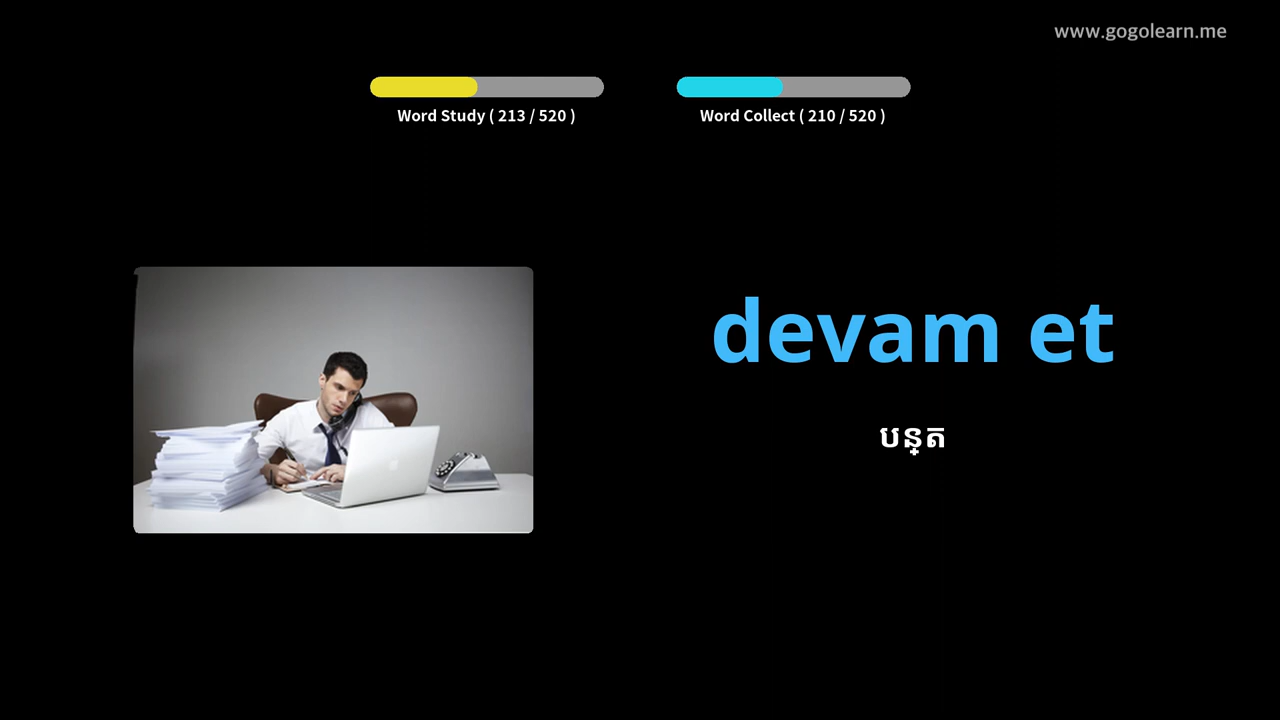 www.gogolearn.me
Word Study ( 213 / 520 )
Word Collect ( 210 / 520 )
devam et
បន្ត